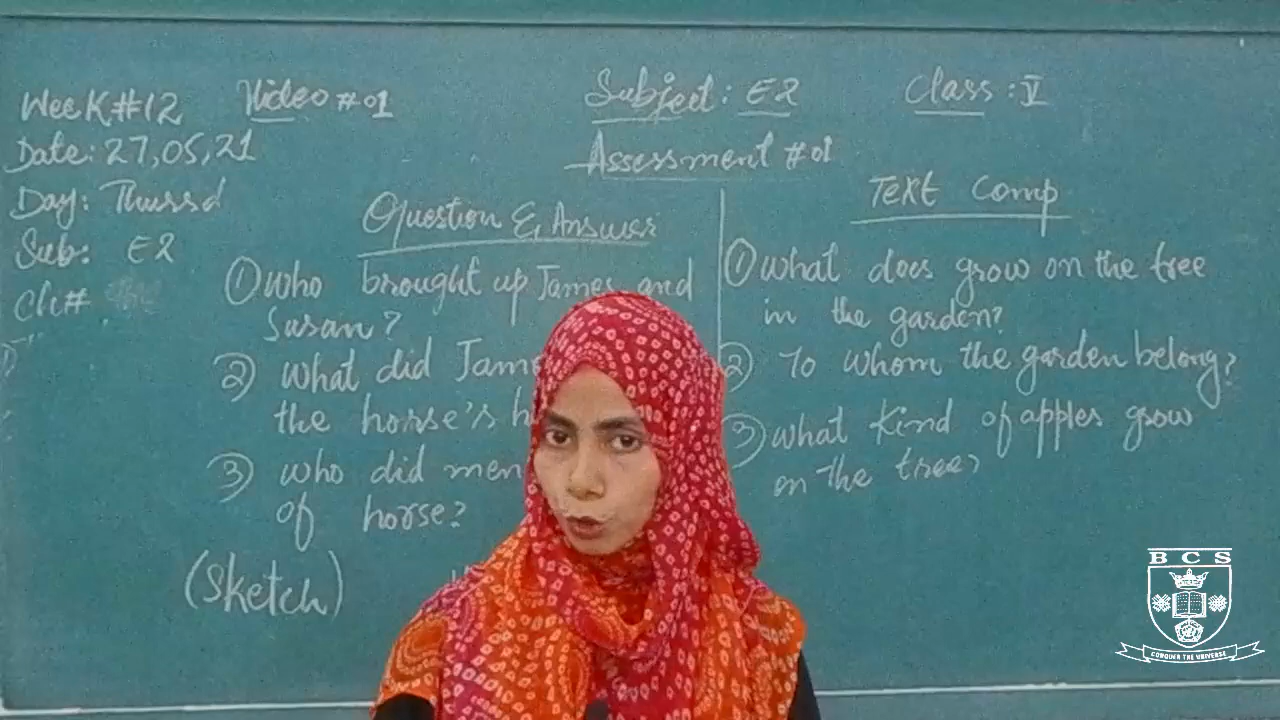 Week#12 Video #01 Subject: E2 Class: V
Date: 27,05,21
Assessment #01
Day: Thursd
Sub: E2
Ch#
Question & Answer
① who brought up James and
Susan?
② what did Jame
the horse's h
③ who did men
of horse?
(sketch)
Text Comp
① what does grow on the tree
in the garden?
② To whom the garden belong?
③ what kind of apples grow
on the tree?
BCS
CONQUER THE UNIVERSE